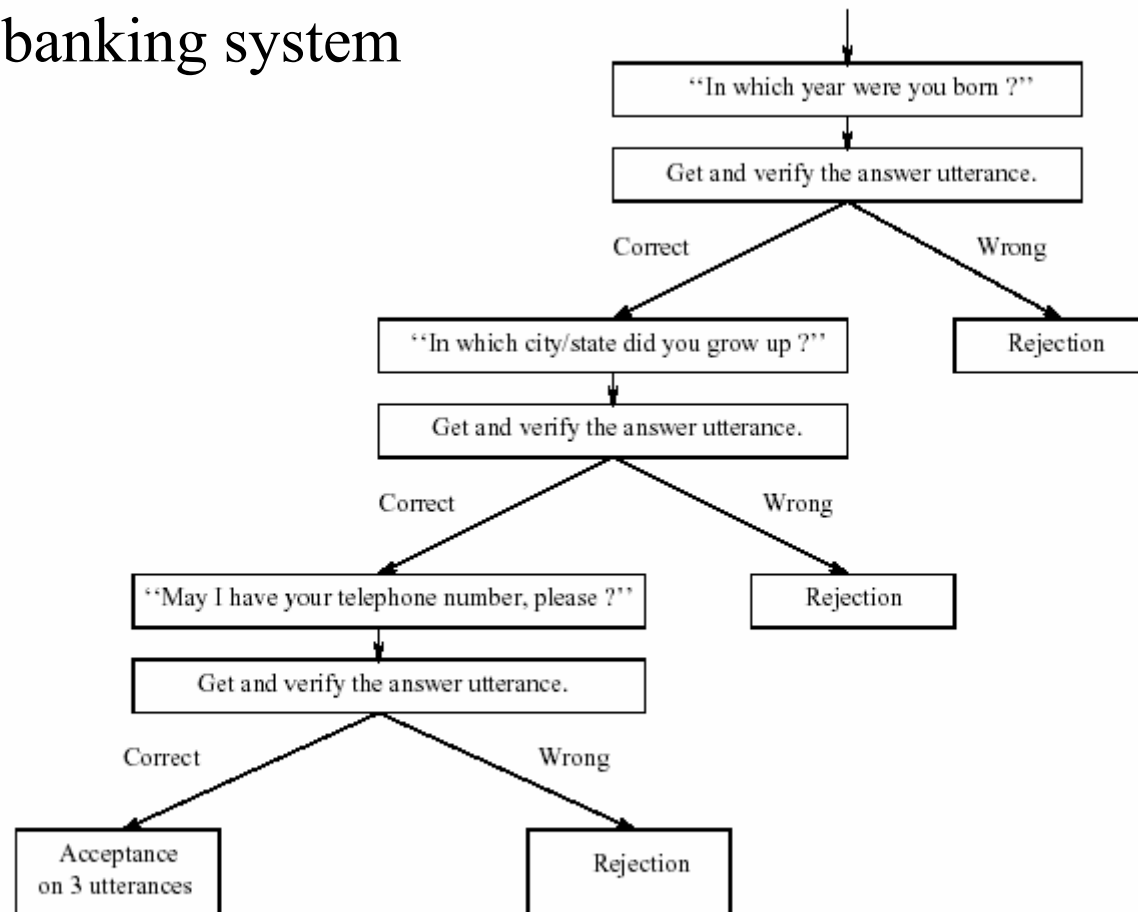 banking system
‘‘In which year were you born ?’’
Get and verify the answer utterance.
Correct
Wrong
‘‘In which city/state did you grow up ?’’
Rejection
Get and verify the answer utterance.
Correct
Wrong
‘‘May I have your telephone number, please ?’’
Rejection
Get and verify the answer utterance.
Correct
Wrong
Acceptance
on 3 utterances
Rejection